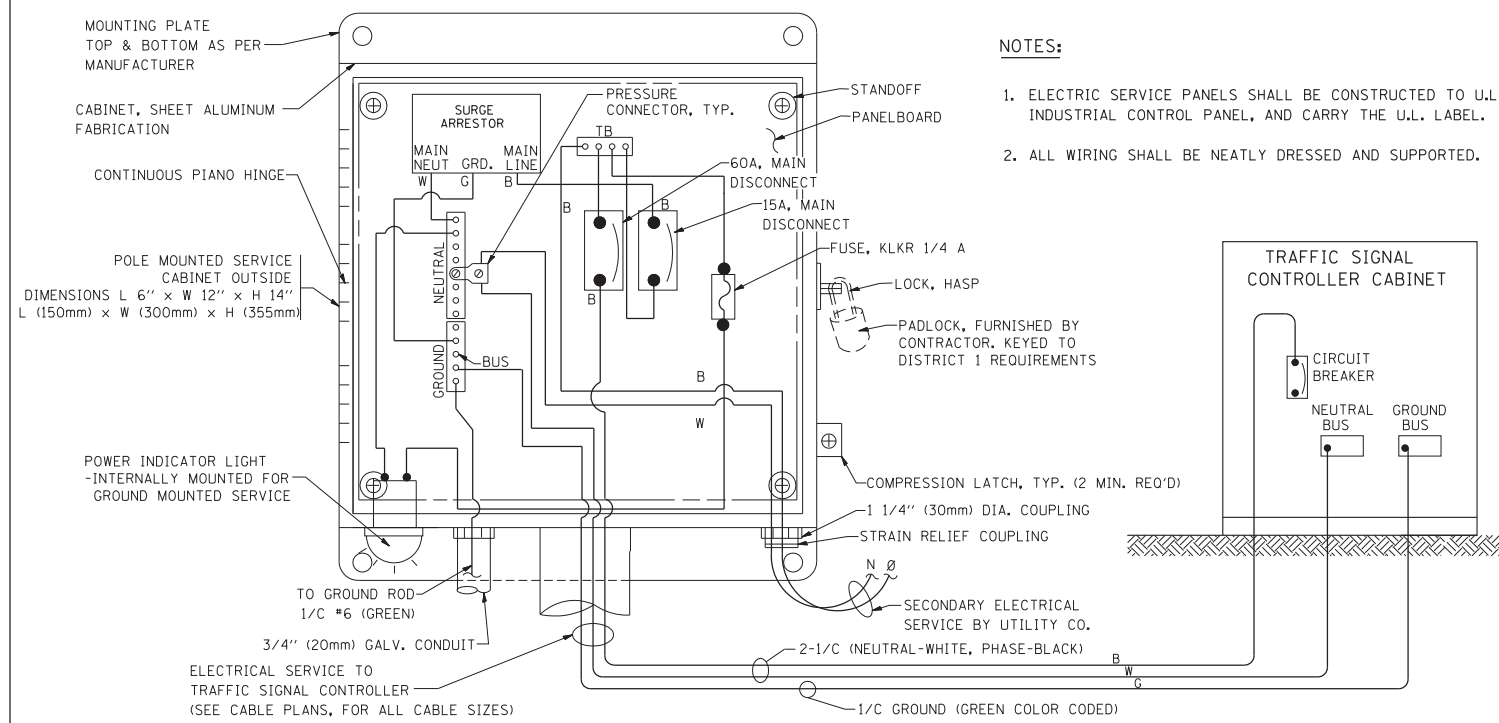 MOUNTING PLATE
TOP & BOTTOM AS PER
MANUFACTURER
CABINET, SHEET ALUMINUM
FABRICATION
CONTINUOUS PIANO HINGE
POLE MOUNTED SERVICE
CABINET OUTSIDE
DIMENSIONS L 6'' x W 12'' x H 14''
L (150mm) x W (300mm) x H (355mm)
POWER INDICATOR LIGHT
-INTERNALLY MOUNTED FOR
GROUND MOUNTED SERVICE
SURGE
ARRESTOR
MAIN
NEUT
GRD.
MAIN
LINE
W
G
B
PRESSURE
CONNECTOR, TYP.
TB
STANDOFF
PANELBOARD
60A, MAIN
DISCONNECT
15A, MAIN
DISCONNECT
B
B
B
FUSE, KLKR 1/4 A
NEUTRAL
GROUND
BUS
LOCK, HASP
PADLOCK, FURNISHED BY
CONTRACTOR. KEYED TO
DISTRICT 1 REQUIREMENTS
B
W
COMPRESSION LATCH, TYP. (2 MIN. REQ'D)
1 1/4'' (30mm) DIA. COUPLING
STRAIN RELIEF COUPLING
N Ø
SECONDARY ELECTRICAL
SERVICE BY UTILITY CO.
TO GROUND ROD
1/C #6 (GREEN)
3/4'' (20mm) GALV. CONDUIT
ELECTRICAL SERVICE TO
TRAFFIC SIGNAL CONTROLLER
(SEE CABLE PLANS, FOR ALL CABLE SIZES)
2-1/C (NEUTRAL-WHITE, PHASE-BLACK)
B
W
G
1/C GROUND (GREEN COLOR CODED)
NOTES:
1. ELECTRIC SERVICE PANELS SHALL BE CONSTRUCTED TO U.L
INDUSTRIAL CONTROL PANEL, AND CARRY THE U.L. LABEL.
2. ALL WIRING SHALL BE NEATLY DRESSED AND SUPPORTED.
TRAFFIC SIGNAL
CONTROLLER CABINET
CIRCUIT
BREAKER
NEUTRAL
BUS
GROUND
BUS